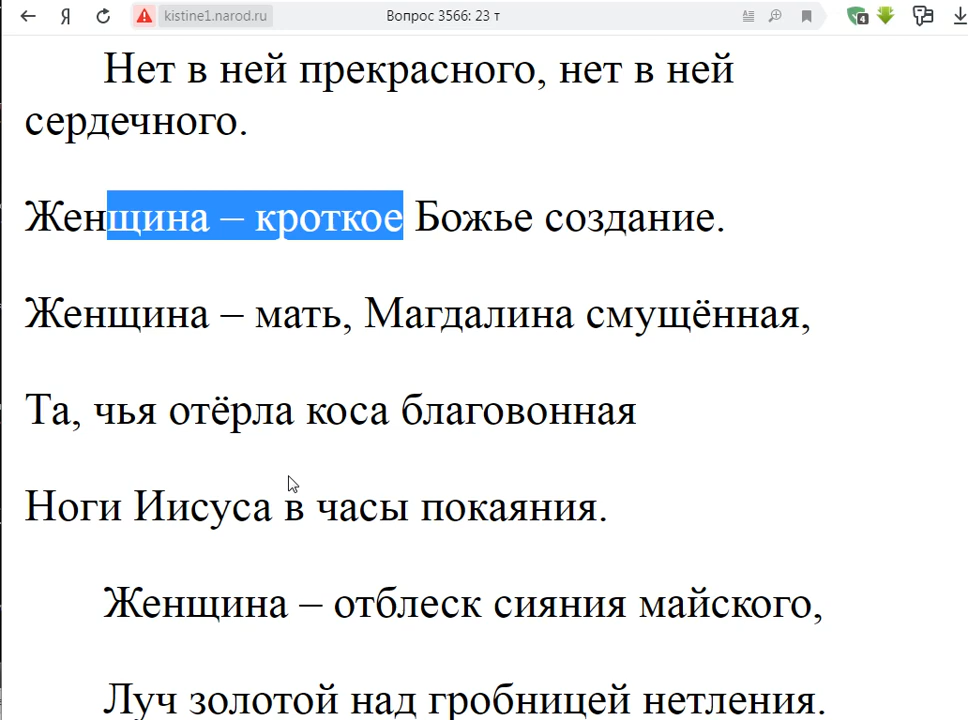 Я
kistine1.narod.ru
Вопрос 3566: 23 т
4
Нет в ней прекрасного, нет в ней
сердечного.
Женщина – кроткое Божье создание.
Женщина – мать, Магдалина смущённая,
Та, чья отёрла коса благовонная
Ноги Иисуса в часы покаяния.
Женщина – отблеск сияния майского,
Луч золотой над гробницей нетления.